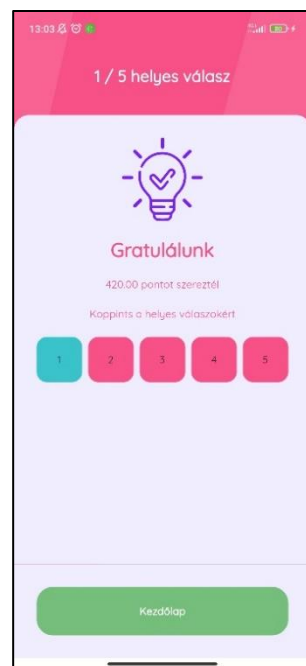 13:03
1 / 5 helyes válasz
Gratulálunk
420.00 pontot szereztél
Koppints a helyes válaszokért
1 2 3 4 5
Kezdőlap